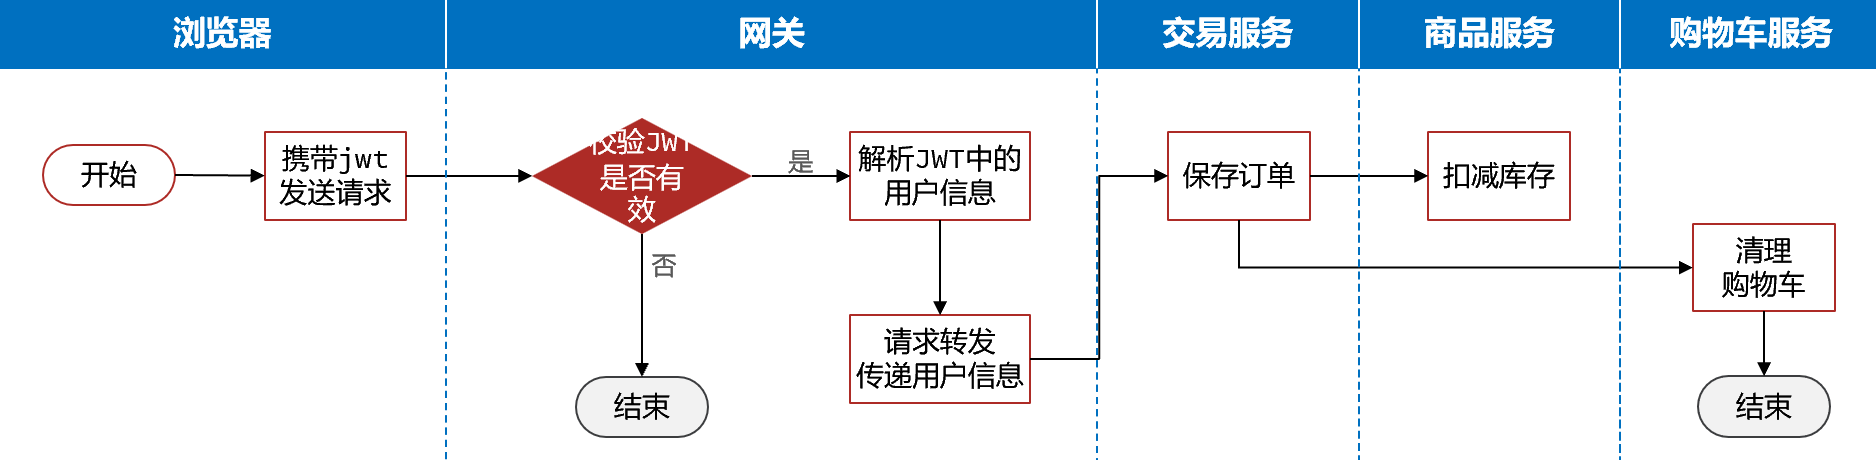 浏览器
网关
交易服务
商品服务
购物车服务
开始
携带jwt
发送请求
校验JWT
是否有
效
是
否
结束
解析JWT中的
用户信息
请求转发
传递用户信息
保存订单
扣减库存
清理
购物车
结束